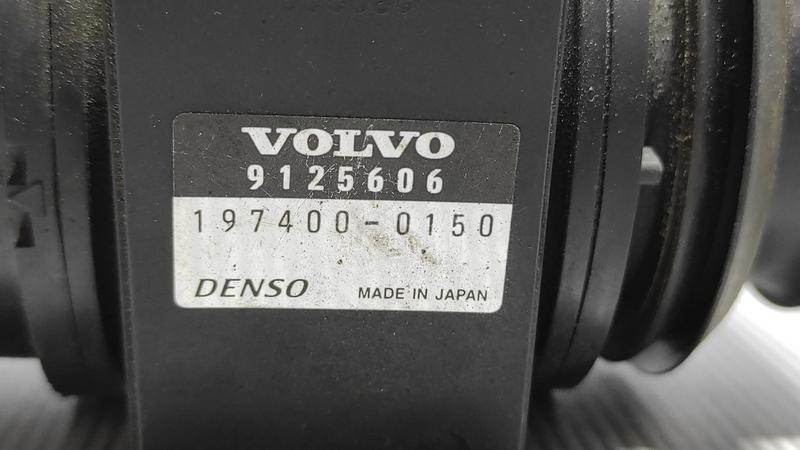 VOLVO
9125606
197400-0150
DENSO MADE IN JAPAN